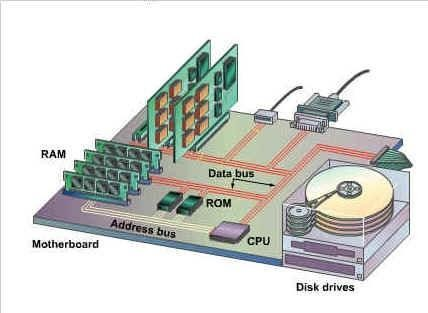 RAM
Data bus
ROM
Address bus
CPU
Motherboard
Disk drives